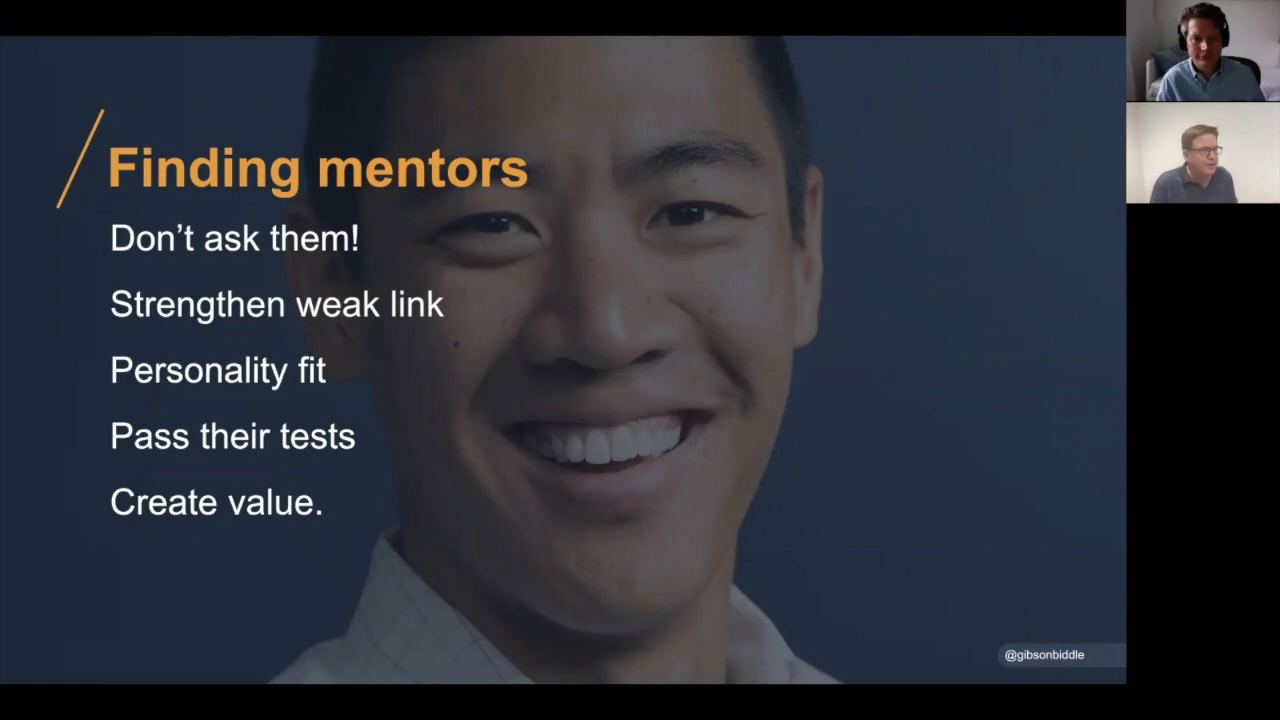 Finding mentors
Don’t ask them!
Strengthen weak link
Personality fit
Pass their tests
Create value.
@gibsonbiddle